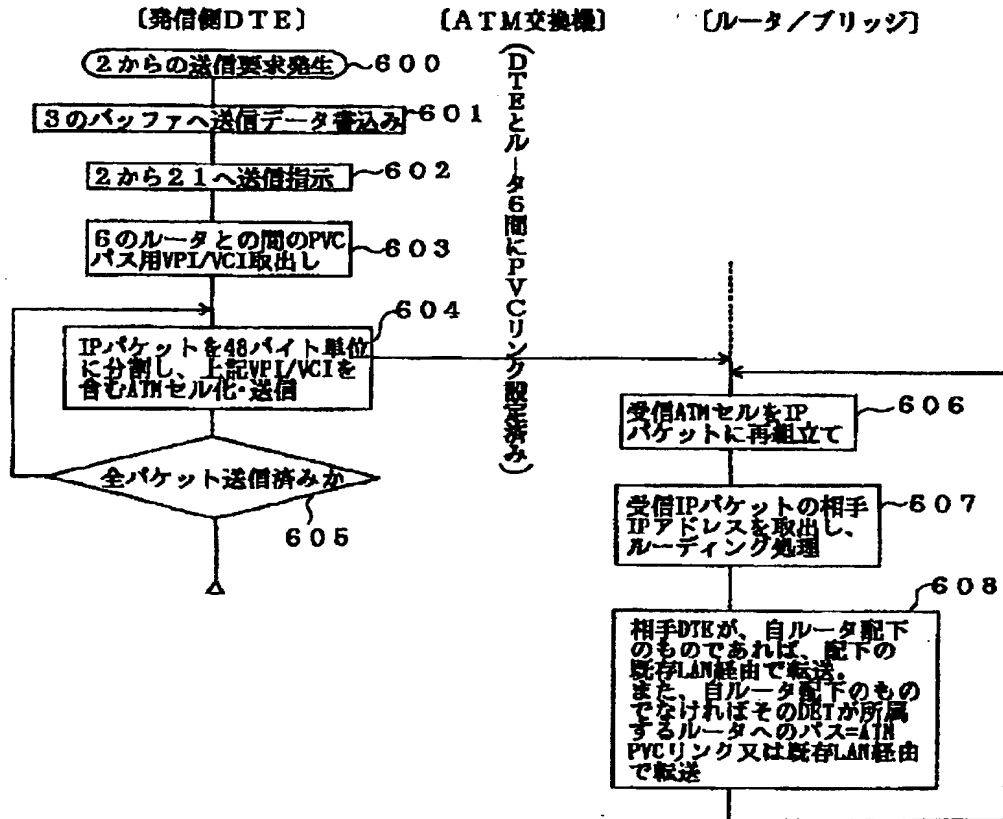 〔発信側DTE〕
〔ATM交換機〕
〔ルータ/ブリッジ〕
2からの送信要求発生
600
3のバッファへ送信データ書込み
601
2から21へ送信指示
602
6のルータとの間のPVC
パス用VPI/VCI取出し
603
IPパケットを48バイト単位
に分割し、上記VPI/VCIを
含むATMセル化・送信
604
全パケット送信済みか
605
(DTEとルータ6間にPVCリンク設定済み)
受信ATMセルをIP
パケットに再組立て
606
受信IPパケットの相手
IPアドレスを取出し、
ルーティング処理
607
608
相手DTEが、自ルータ配下
のものであれば、配下の
既存LAN経由で転送。
また、自ルータ配下のもの
でなければそのDETが所属
するルータへのパス=ATM
PVCリンク又は既存LAN経由
で転送